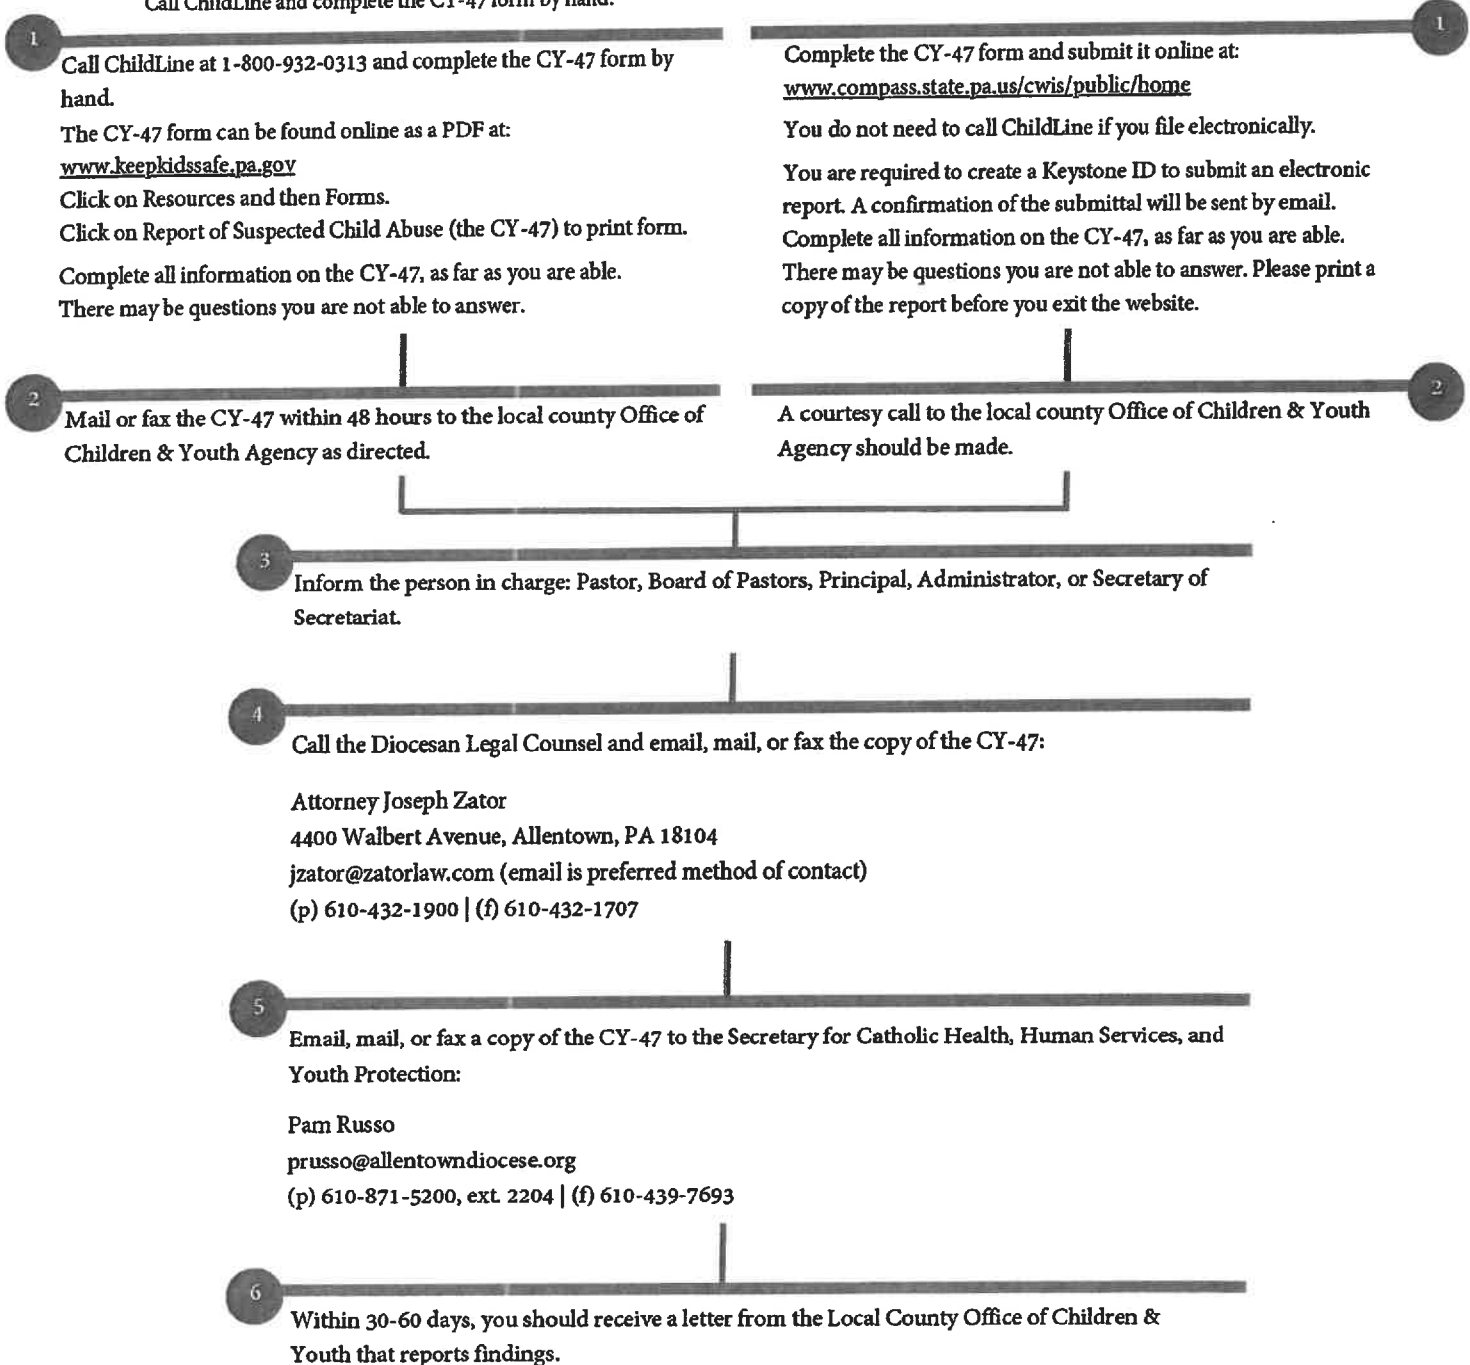 Call ChildLine and complete the CY-47 form by hand.
1
Call ChildLine at 1-800-932-0313 and complete the CY-47 form by
hand.
The CY-47 form can be found online as a PDF at:
www.keepkidssafe.pa.gov
Click on Resources and then Forms.
Click on Report of Suspected Child Abuse (the CY-47) to print form.
Complete all information on the CY-47, as far as you are able.
There may be questions you are not able to answer.
1
Complete the CY-47 form and submit it online at:
www.compass.state.pa.us/cwis/public/home
You do not need to call ChildLine if you file electronically.
You are required to create a Keystone ID to submit an electronic
report. A confirmation of the submittal will be sent by email.
Complete all information on the CY-47, as far as you are able.
There may be questions you are not able to answer. Please print a
copy of the report before you exit the website.
2
Mail or fax the CY-47 within 48 hours to the local county Office of
Children & Youth Agency as directed.
2
A courtesy call to the local county Office of Children & Youth
Agency should be made.
3
Inform the person in charge: Pastor, Board of Pastors, Principal, Administrator, or Secretary of
Secretariat.
4
Call the Diocesan Legal Counsel and email, mail, or fax the copy of the CY-47:
Attorney Joseph Zator
4400 Walbert Avenue, Allentown, PA 18104
jzator@zatorlaw.com (email is preferred method of contact)
(p) 610-432-1900 | (f) 610-432-1707
5
Email, mail, or fax a copy of the CY-47 to the Secretary for Catholic Health, Human Services, and
Youth Protection:
Pam Russo
prusso@allentowndiocese.org
(p) 610-871-5200, ext. 2204 | (f) 610-439-7693
6
Within 30-60 days, you should receive a letter from the Local County Office of Children &
Youth that reports findings.